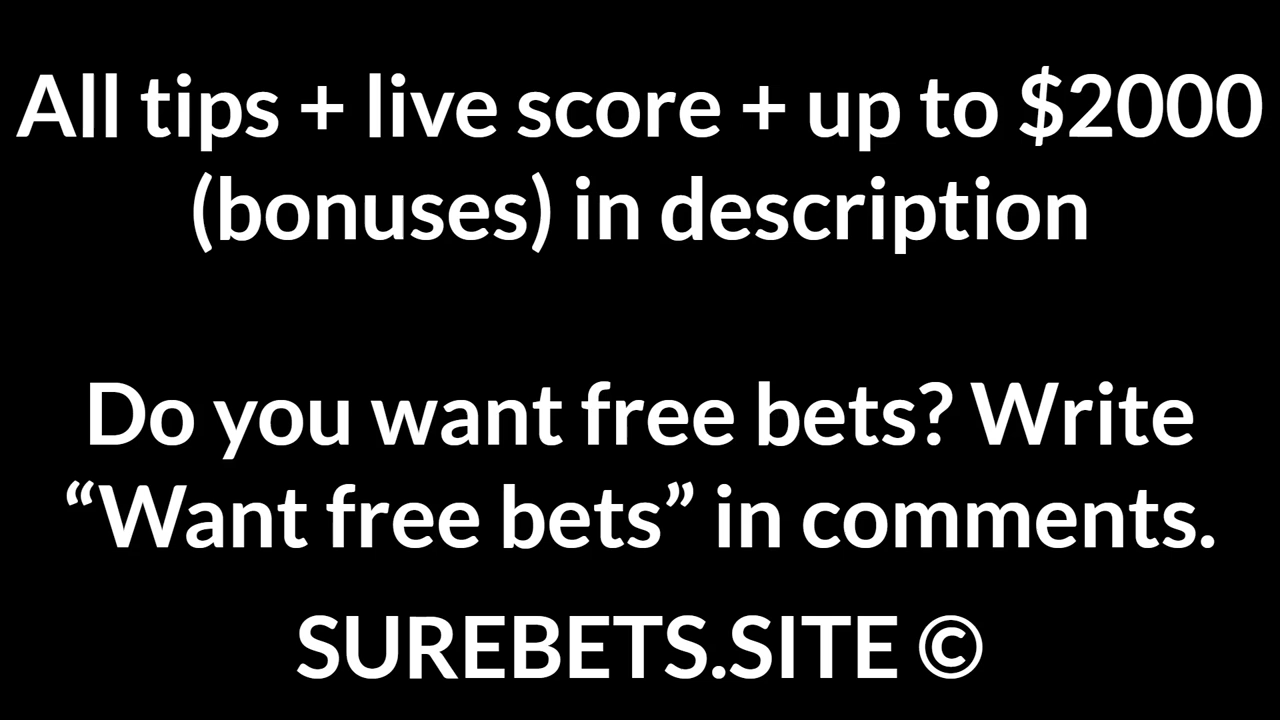 All tips + live score + up to $2000
(bonuses) in description
Do you want free bets? Write
“Want free bets” in comments.
SUREBETS.SITE ©